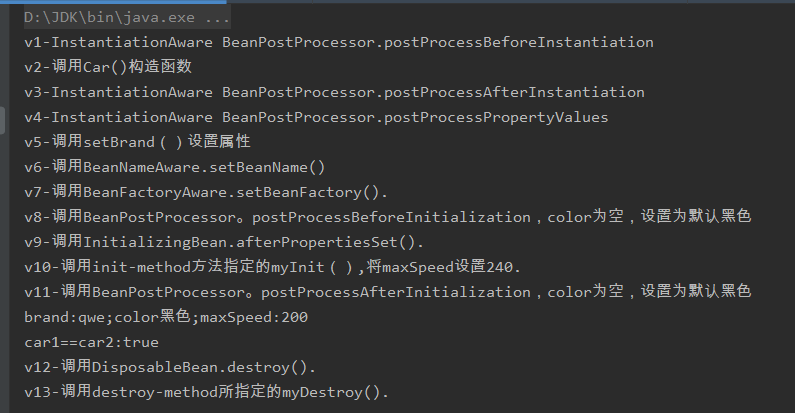 D:\JDK\bin\java.exe ...
v1-InstantiationAware BeanPostProcessor.postProcessBeforeInstantiation
v2-调用Car()构造函数
v3-InstantiationAware BeanPostProcessor.postProcessAfterInstantiation
v4-InstantiationAware BeanPostProcessor.postProcessPropertyValues
v5-调用setBrand（）设置属性
v6-调用BeanNameAware.setBeanName()
v7-调用BeanFactoryAware.setBeanFactory().
v8-调用BeanPostProcessor。postProcessBeforeInitialization，color为空，设置为默认黑色
v9-调用InitializingBean.afterPropertiesSet().
v10-调用init-method方法指定的myInit（）,将maxSpeed设置240.
v11-调用BeanPostProcessor。postProcessAfterInitialization，color为空，设置为默认黑色
brand:qwe;color黑色;maxSpeed:200
car1==car2:true
v12-调用DisposableBean.destroy().
v13-调用destroy-method所指定的myDestroy().